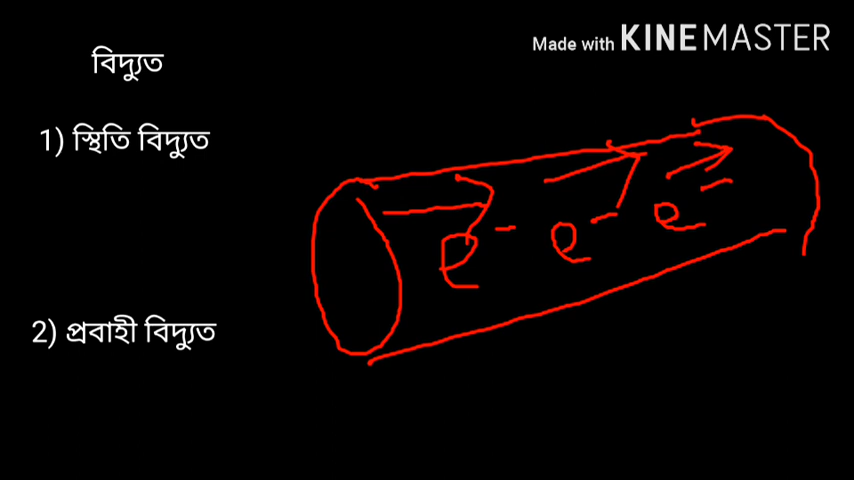 Made with KINEMASTER
বিদ্যুত
1) স্থিতি বিদ্যুত
e- e- e-
2) প্রবাহী বিদ্যুত